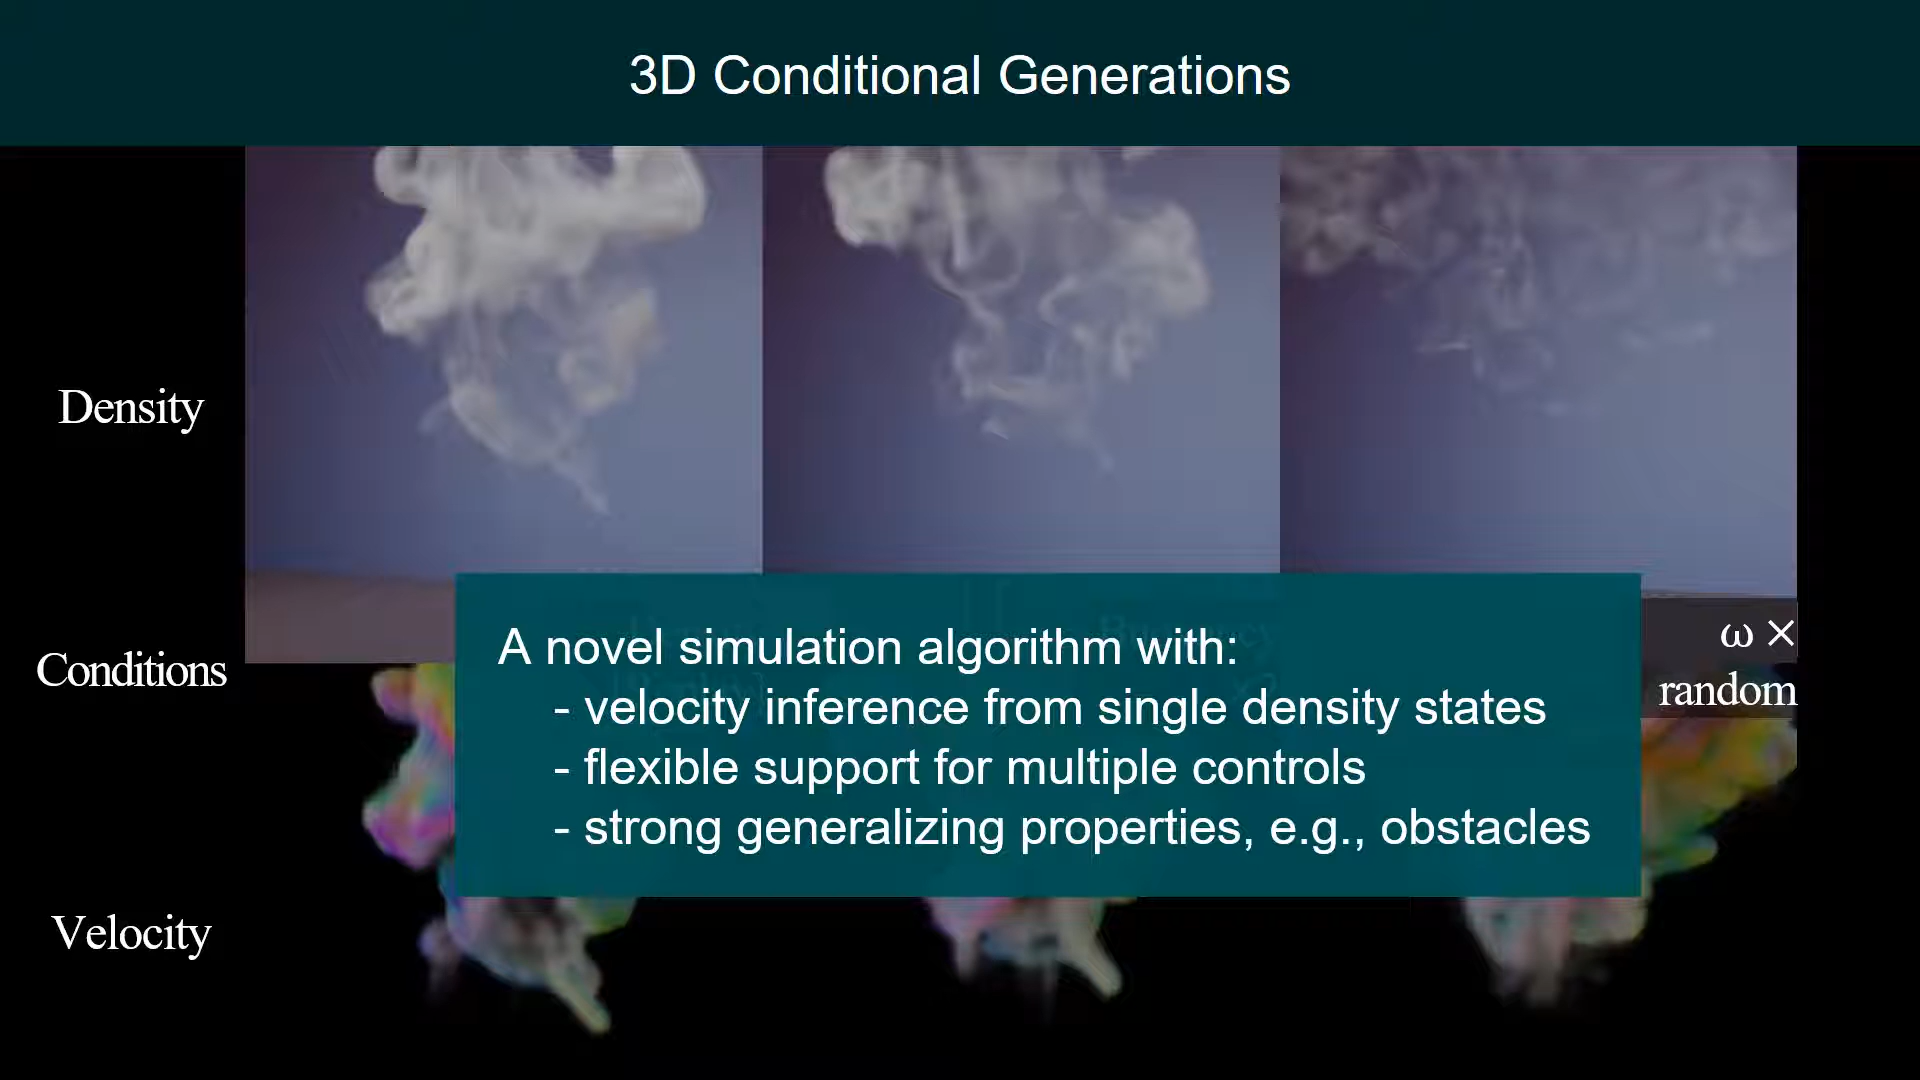 3D Conditional Generations
Density
Conditions
Velocity
A novel simulation algorithm with:
- velocity inference from single density states
- flexible support for multiple controls
- strong generalizing properties, e.g., obstacles
ω ×
random